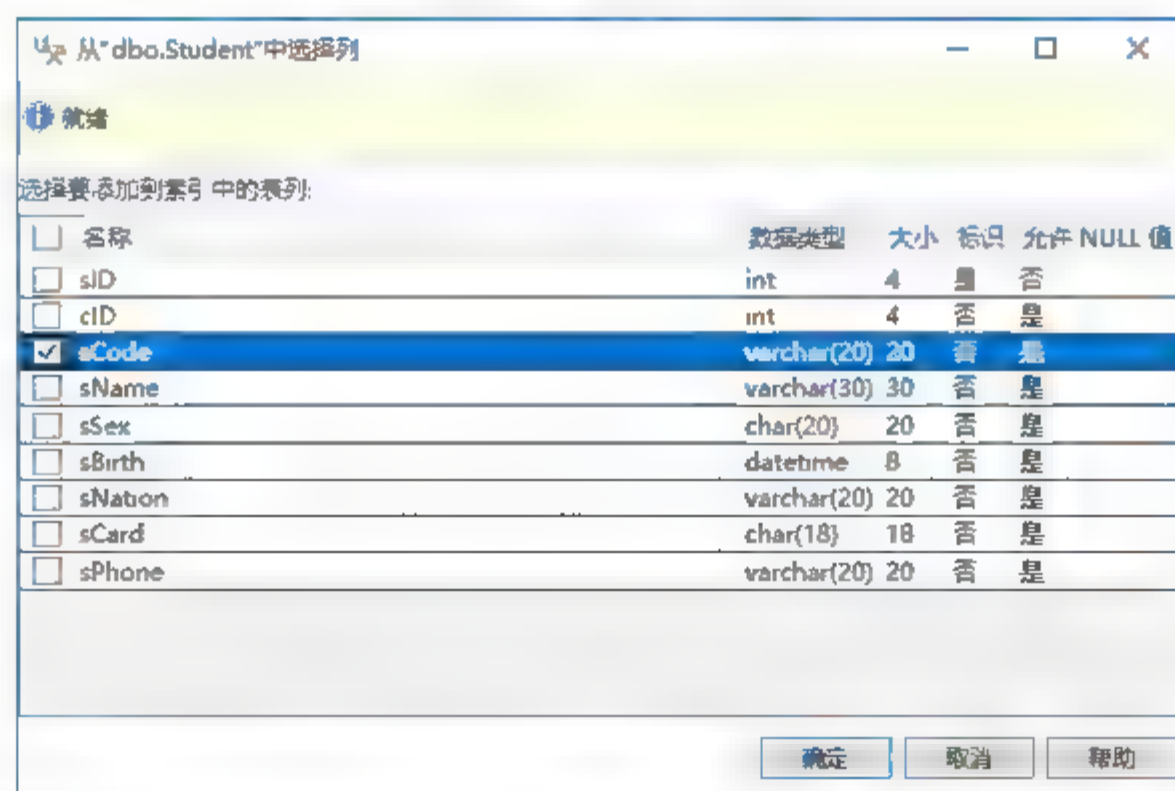 从"dbo.Student"中选择列
就绪
选择要添加到索引中的表列:
名称 数据类型 大小 标识 允许 NULL 值
sID int 4 是 否
cID int 4 否 是
sCode varchar(20) 20 否 是
sName varchar(30) 30 否 是
sSex char(20) 20 否 是
sBirth datetime 8 否 是
sNation varchar(20) 20 否 是
sCard char(18) 18 否 是
sPhone varchar(20) 20 否 是
确定 取消 帮助